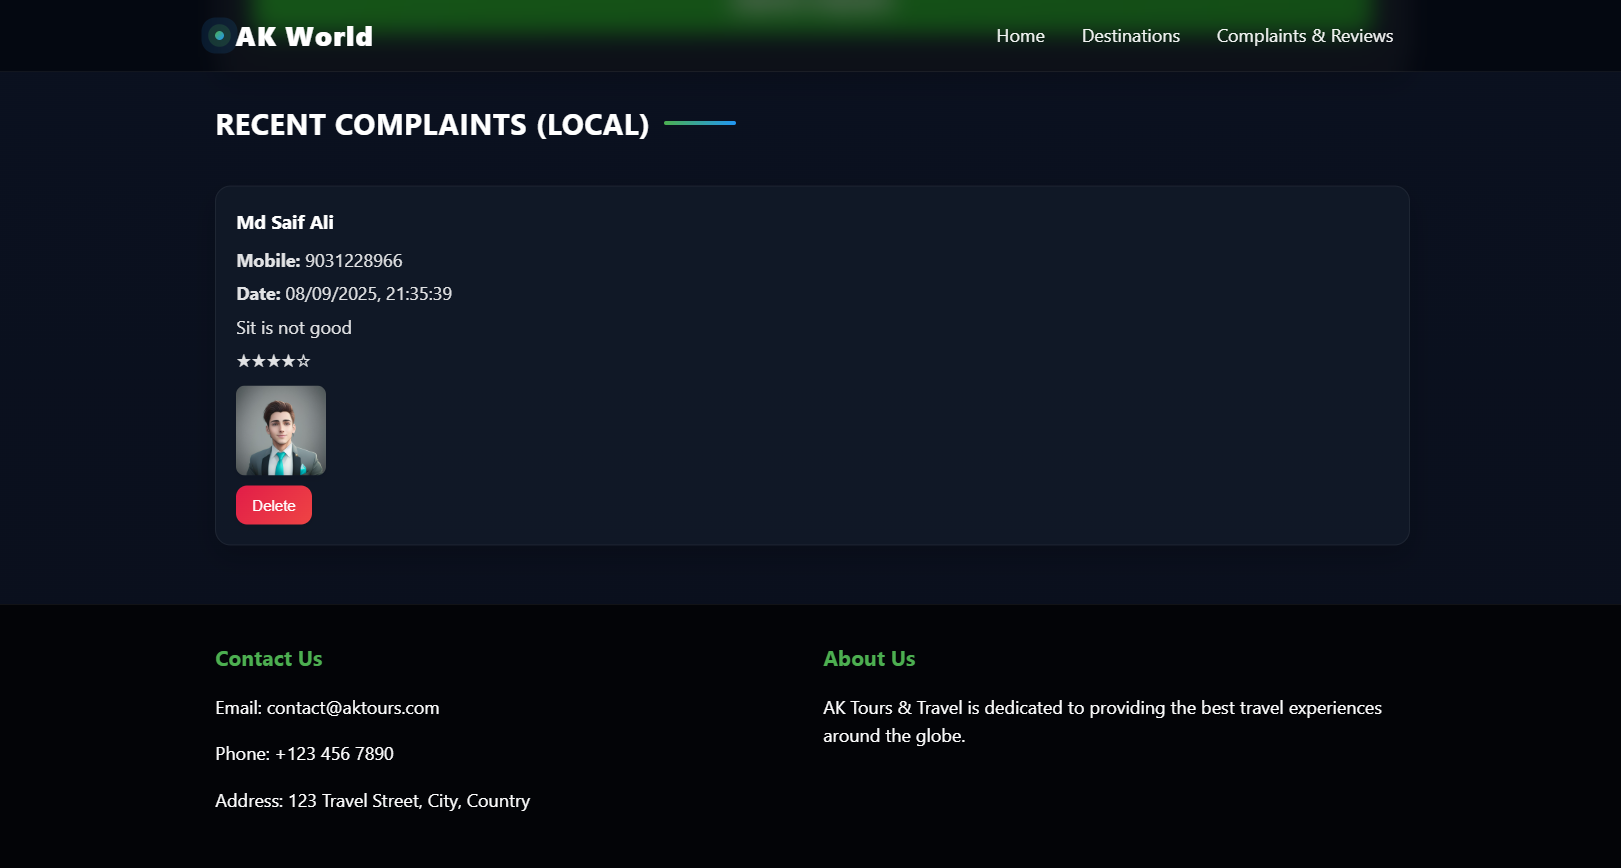 AK World
Home
Destinations
Complaints & Reviews
RECENT COMPLAINTS (LOCAL)
Md Saif Ali
Mobile: 9031228966
Date: 08/09/2025, 21:35:39
Sit is not good
★★★★☆
Delete
Contact Us
Email: contact@aktours.com
Phone: +123 456 7890
Address: 123 Travel Street, City, Country
About Us
AK Tours & Travel is dedicated to providing the best travel experiences
around the globe.